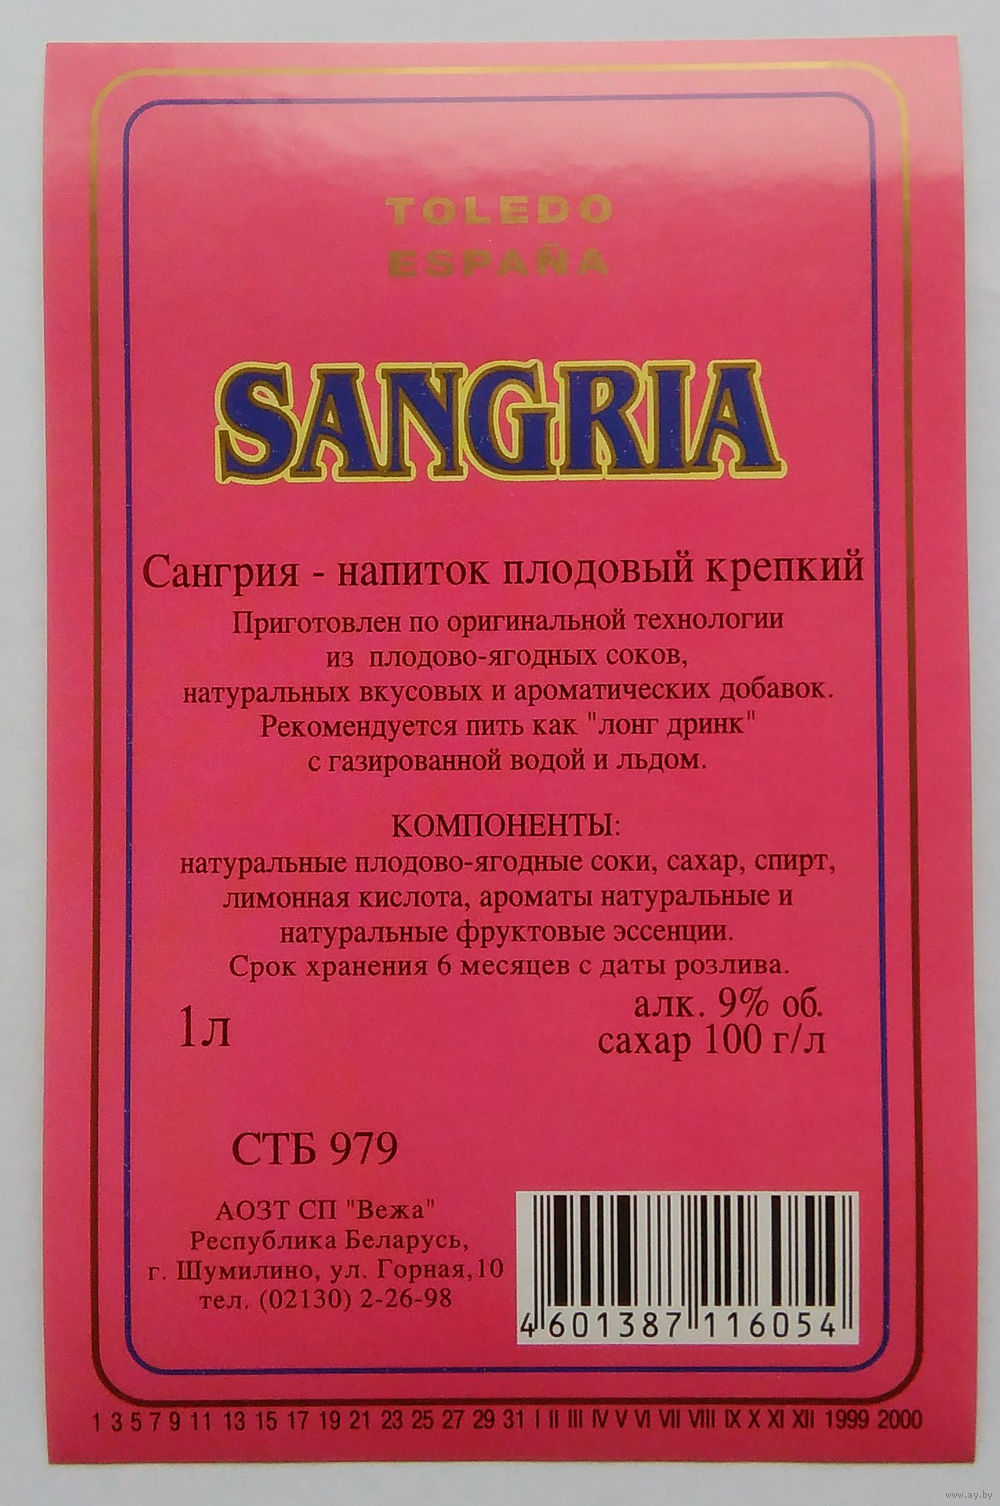 TOLEDO
ESPAÑA
SANGRIA
Сангрия - напиток плодовый крепкий
Приготовлен по оригинальной технологии
из плодово-ягодных соков,
натуральных вкусовых и ароматических добавок.
Рекомендуется пить как "лонг дринк"
с газированной водой и льдом.
КОМПОНЕНТЫ:
натуральные плодово-ягодные соки, сахар, спирт,
лимонная кислота, ароматы натуральные и
натуральные фруктовые эссенции.
Срок хранения 6 месяцев с даты розлива.
1л
алк. 9% об.
сахар 100 г/л
СТБ 979
АОЗТ СП "Вежа"
Республика Беларусь,
г. Шумилино, ул. Горная,10
тел. (02130) 2-26-98
4 601387 116054
1 3 5 7 9 11 13 15 17 19 21 23 25 27 29 31 I II III IV V VI VII VIII IX X XI XII 1999 2000
www.ay.by